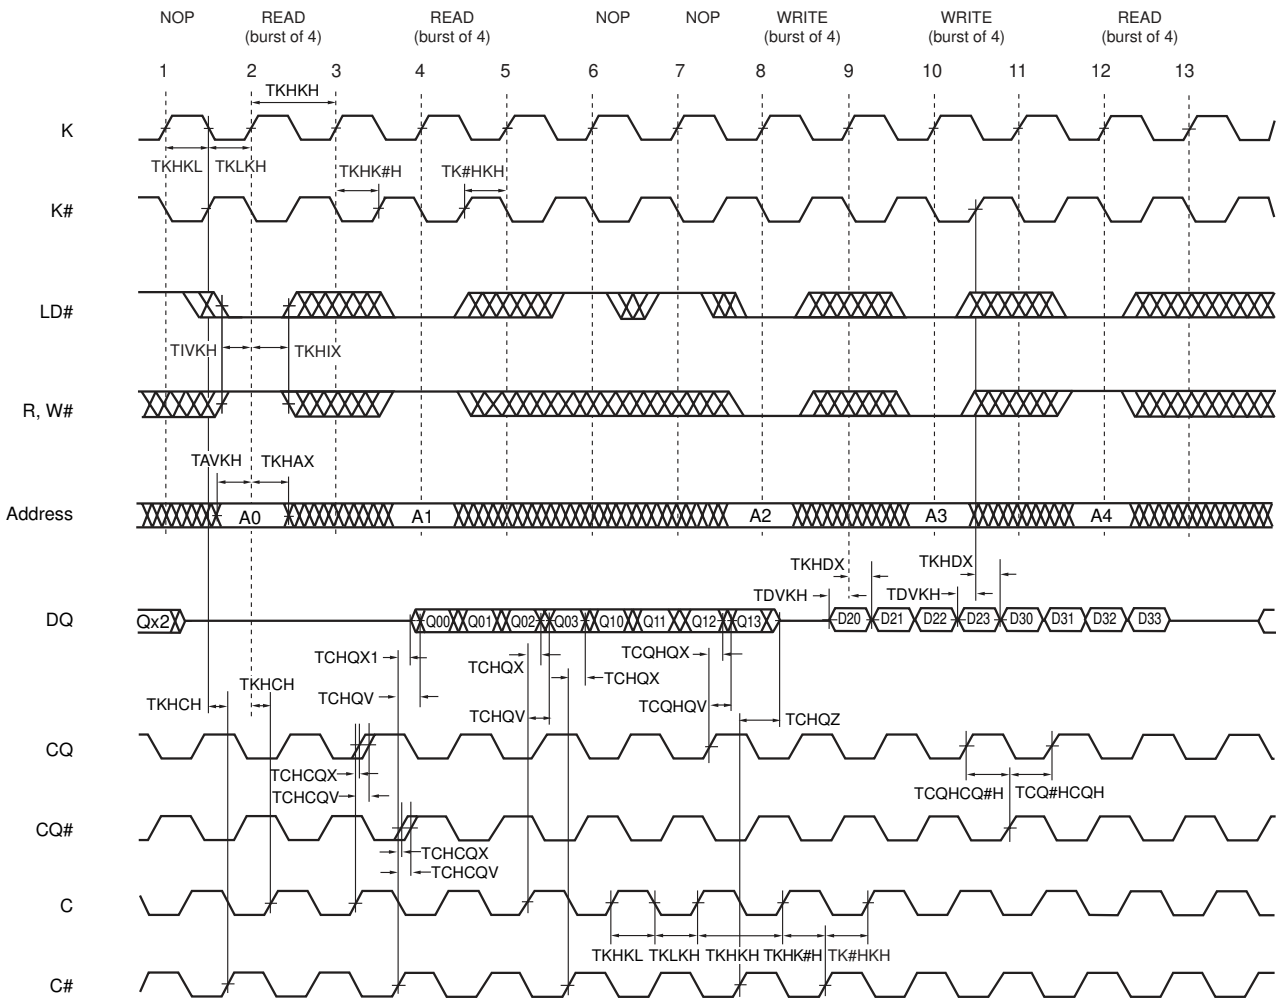 NOP READ READ NOP NOP WRITE WRITE READ
(burst of 4) (burst of 4) (burst of 4) (burst of 4) (burst of 4)
1 2 3 4 5 6 7 8 9 10 11 12 13
TKHKH
K
TKHKL TKLKH TKHK#H TK#HKH
K#
LD#
TIVKH TKHIX
R, W#
TAVKH TKHAX
Address A0 A1 A2 A3 A4
TKHDX TKHDX
TDVKH TDVKH
DQ Qx2 Q00 Q01 Q02 Q03 Q10 Q11 Q12 Q13 D20 D21 D22 D23 D30 D31 D32 D33
TCHQX1 TCHQX TCQHQX
TKHCH TCHQX
TKHCH TCHQV TCQHQV
TCHQV TCHQZ
CQ
TCHCQX
TCHCQV TCQHCQ#H TCQ#HCQH
CQ#
TCHCQX
TCHCQV
C
TKHKL TKLKH TKHKH TKHK#H TK#HKH
C#